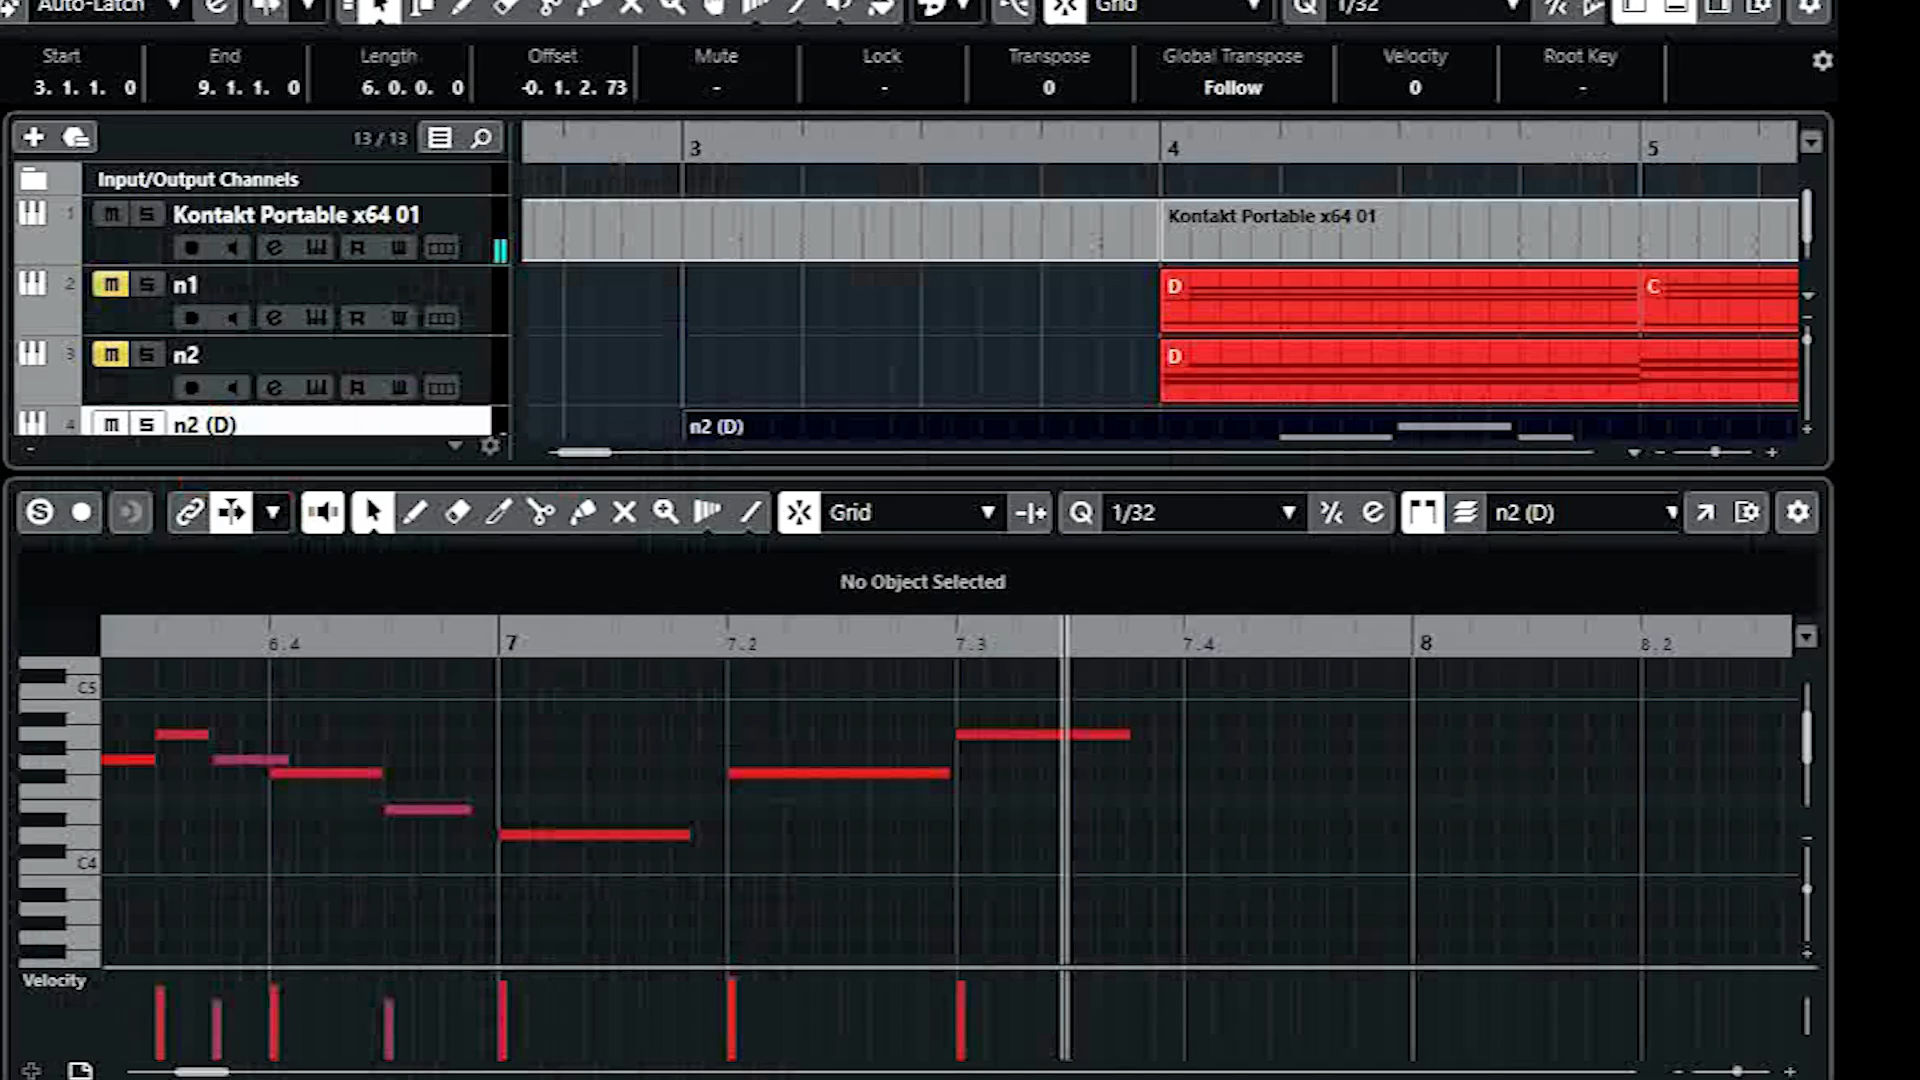 Auto-Latch Grid 1/32
Start End Length Offset Mute Lock Transpose Global Transpose Velocity Root Key
3. 1. 1. 0 9. 1. 1. 0 6. 0. 0. 0 -0. 1. 2. 73 - - 0 Follow 0 -
13 / 13 3 4 5
Input/Output Channels
1 m S Kontakt Portable x64 01 Kontakt Portable x64 01
R
2 m S n1 D C
R
3 m S n2 D
R
4 m S n2 (D) n2 (D)
S Grid Q 1/32 n2 (D)
No Object Selected
6.4 7 7.2 7.3 7.4 8 8.2
C5
C4
Velocity